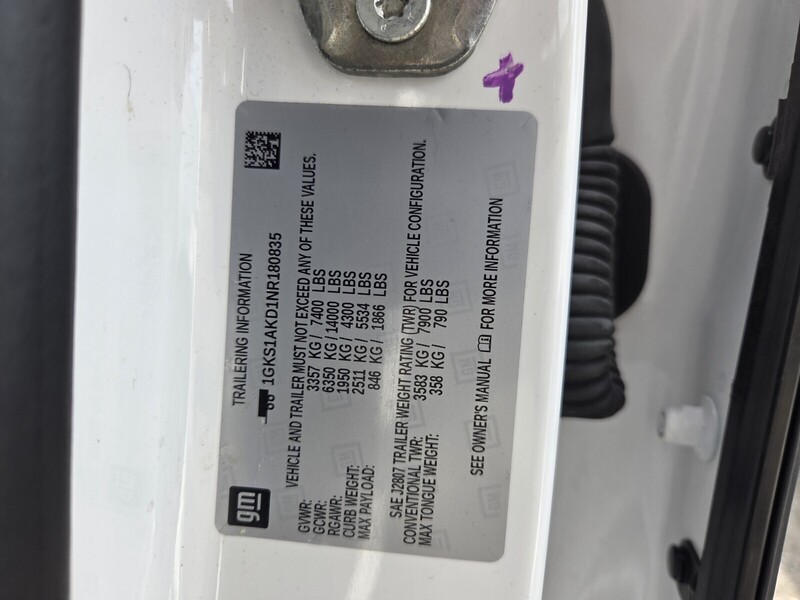 TRAILERING INFORMATION
1GKS1AKD1NR180835
gm
VEHICLE AND TRAILER MUST NOT EXCEED ANY OF THESE VALUES.
GVWR: 3357 KG / 7400 LBS
GCWR: 6350 KG / 14000 LBS
RGAWR: 1950 KG / 4300 LBS
CURB WEIGHT: 2511 KG / 5534 LBS
MAX PAYLOAD: 846 KG / 1866 LBS
SAE J2807 TRAILER WEIGHT RATING (TWR) FOR VEHICLE CONFIGURATION.
CONVENTIONAL TWR: 3583 KG / 7900 LBS
MAX TONGUE WEIGHT: 358 KG / 790 LBS
SEE OWNER'S MANUAL FOR MORE INFORMATION